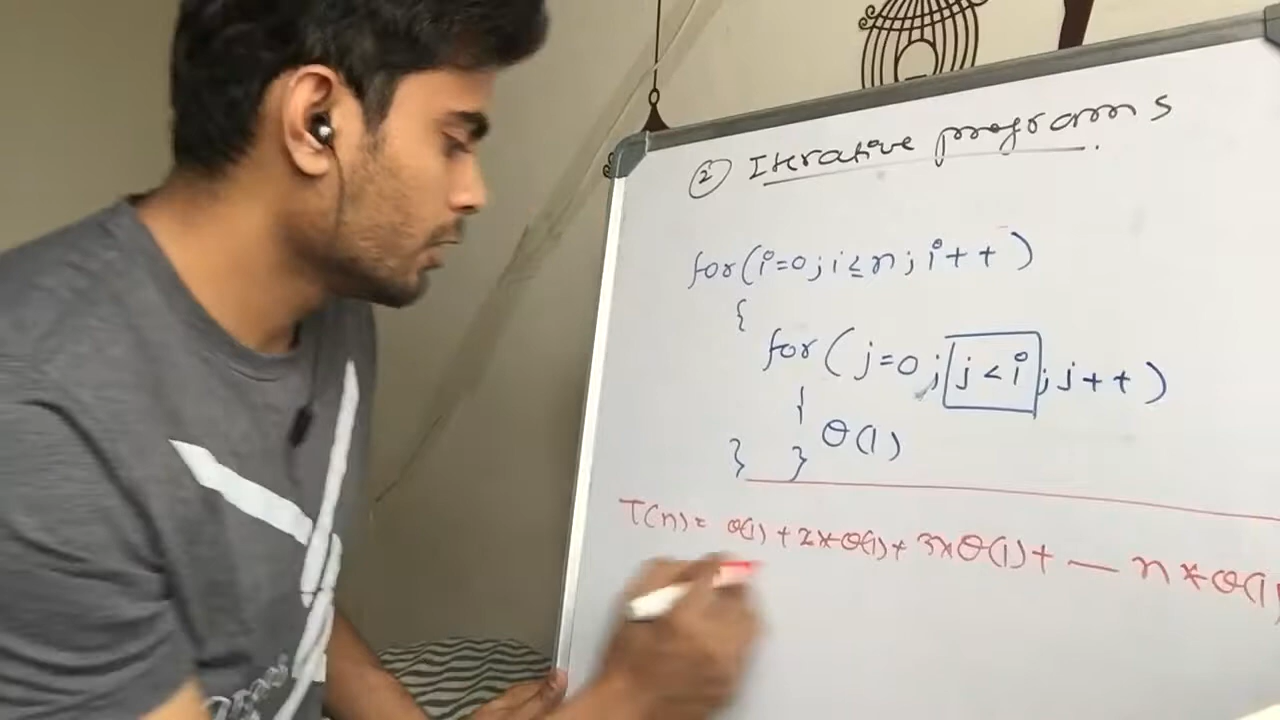 ② Iterative programs.
for(i=0;i≤n;i++)
{
for(j=0;j<i;j++)
{
θ(1)
} }
T(n)= θ(1)+2*θ(1)+3*θ(1)+ — n*θ(1)